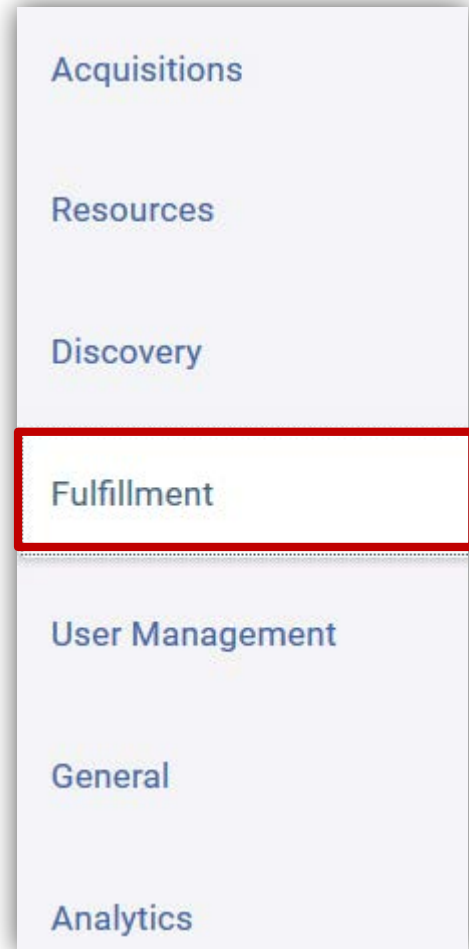 Acquisitions
Resources
Discovery
Fulfillment
User Management
General
Analytics